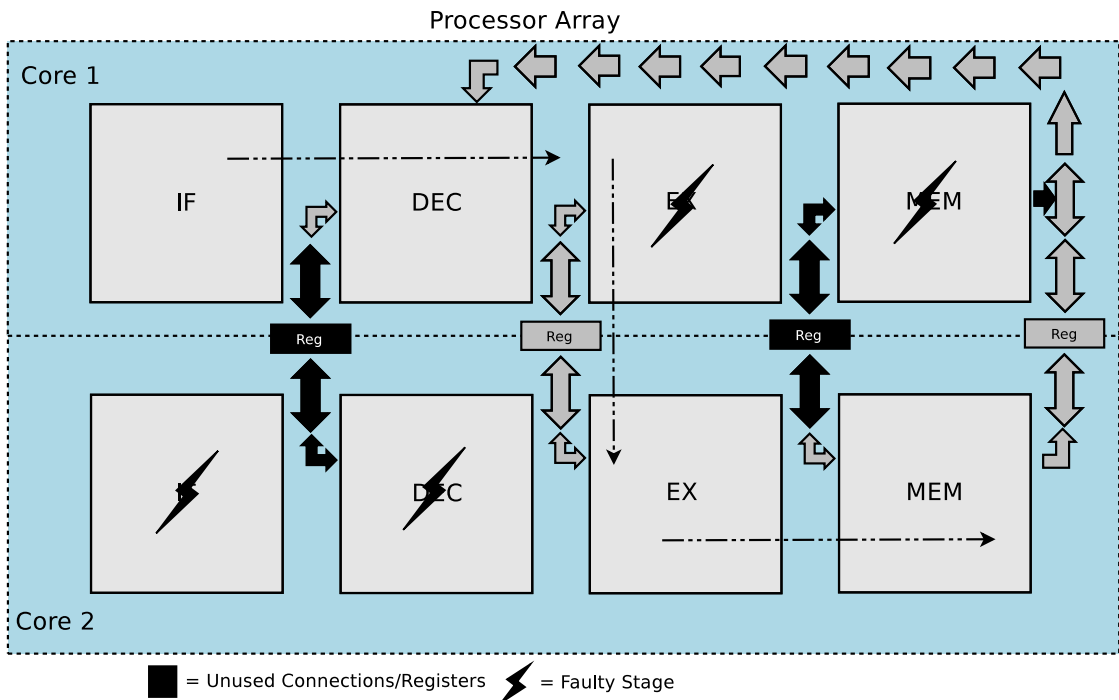 Processor Array
Core 1
IF
DEC
EX
MEM
Reg
Reg
Reg
Reg
IF
DEC
EX
MEM
Core 2
= Unused Connections/Registers
= Faulty Stage